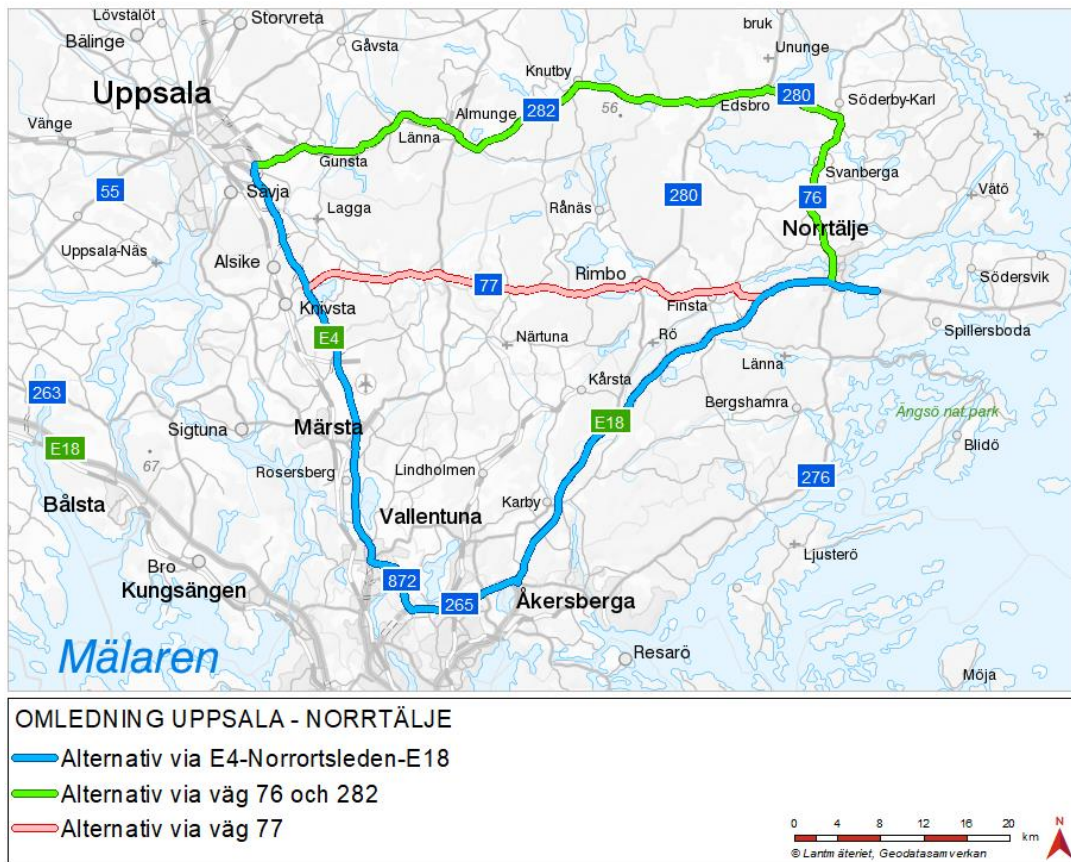 Lövstalöt
Storvreta
Bälinge
Gåvsta
bruk
Ununge
Knutby
Uppsala
Almunge
282
56
Edsbro
280
Söderby-Karl
Vänge
Länna
Gunsta
Svanberga
55
Sävja
280
76
Vätö
Lagga
Rånäs
Norrtälje
Uppsala-Näs
Alsike
Rimbo
Södersvik
77
Knivsta
Finsta
Spillersboda
E4
Närtuna
Rö
Länna
263
Kårsta
Bergshamra
Ängsö nat.park
E18
Sigtuna
Märsta
E18
Blidö
67
Rosersberg
Lindholmen
276
Bålsta
Karby
Vallentuna
Ljusterö
Bro
Kungsängen
872
265
Åkersberga
Mälaren
Resarö
Möja
OMLEDNING UPPSALA - NORRTÄLJE
Alternativ via E4-Norrortsleden-E18
Alternativ via väg 76 och 282
Alternativ via väg 77
0 4 8 12 16 20 km
N
© Lantmäteriet, Geodatasamverkan